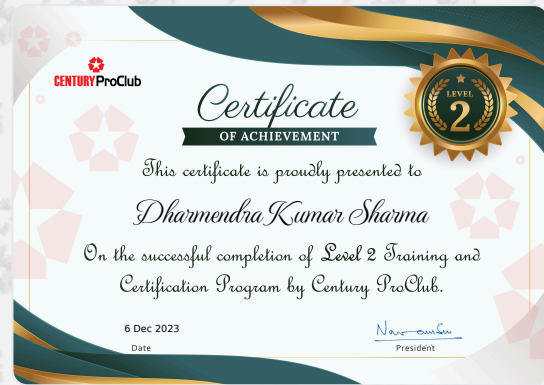 CENTURY ProClub
Certificate
OF ACHIEVEMENT
LEVEL
2
This certificate is proudly presented to
Dharmendra Kumar Sharma
On the successful completion of Level 2 Training and
Certification Program by Century ProClub.
6 Dec 2023
Date
President